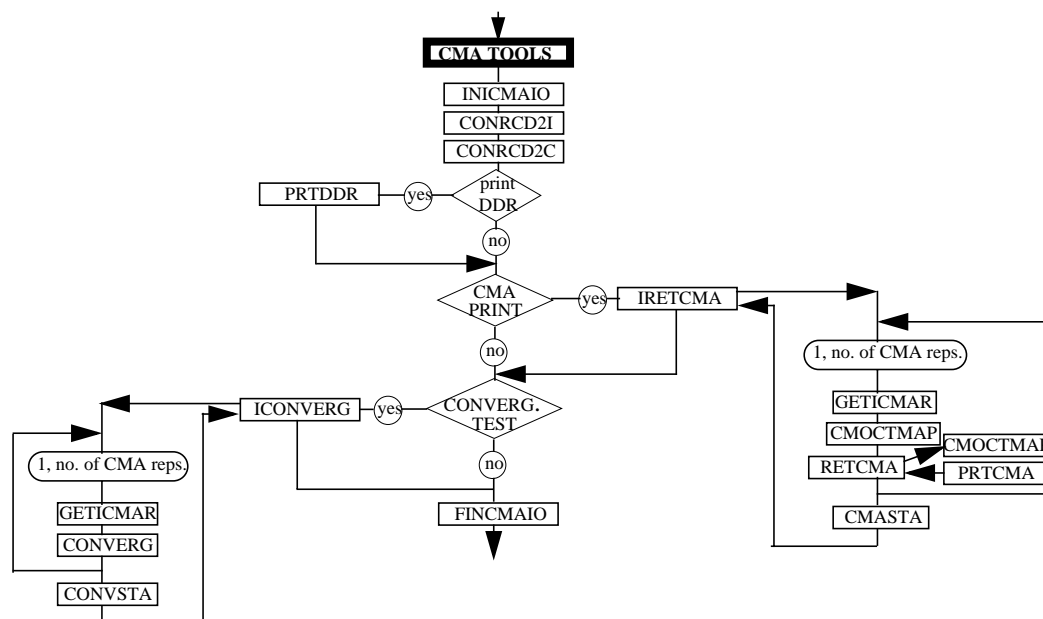 CMA TOOLS
INICMAIO
CONRCD2I
CONRCD2C
print
DDR
yes
PRTDDR
no
CMA
PRINT
yes
IRETCMA
no
1, no. of CMA reps.
GETICMAR
CMOCTMAP
CMOCTMAP
RETCMA
PRTCMA
CMASTA
CONVERG.
TEST
yes
ICONVERG
no
1, no. of CMA reps.
GETICMAR
CONVERG
CONVSTA
FINCMAIO